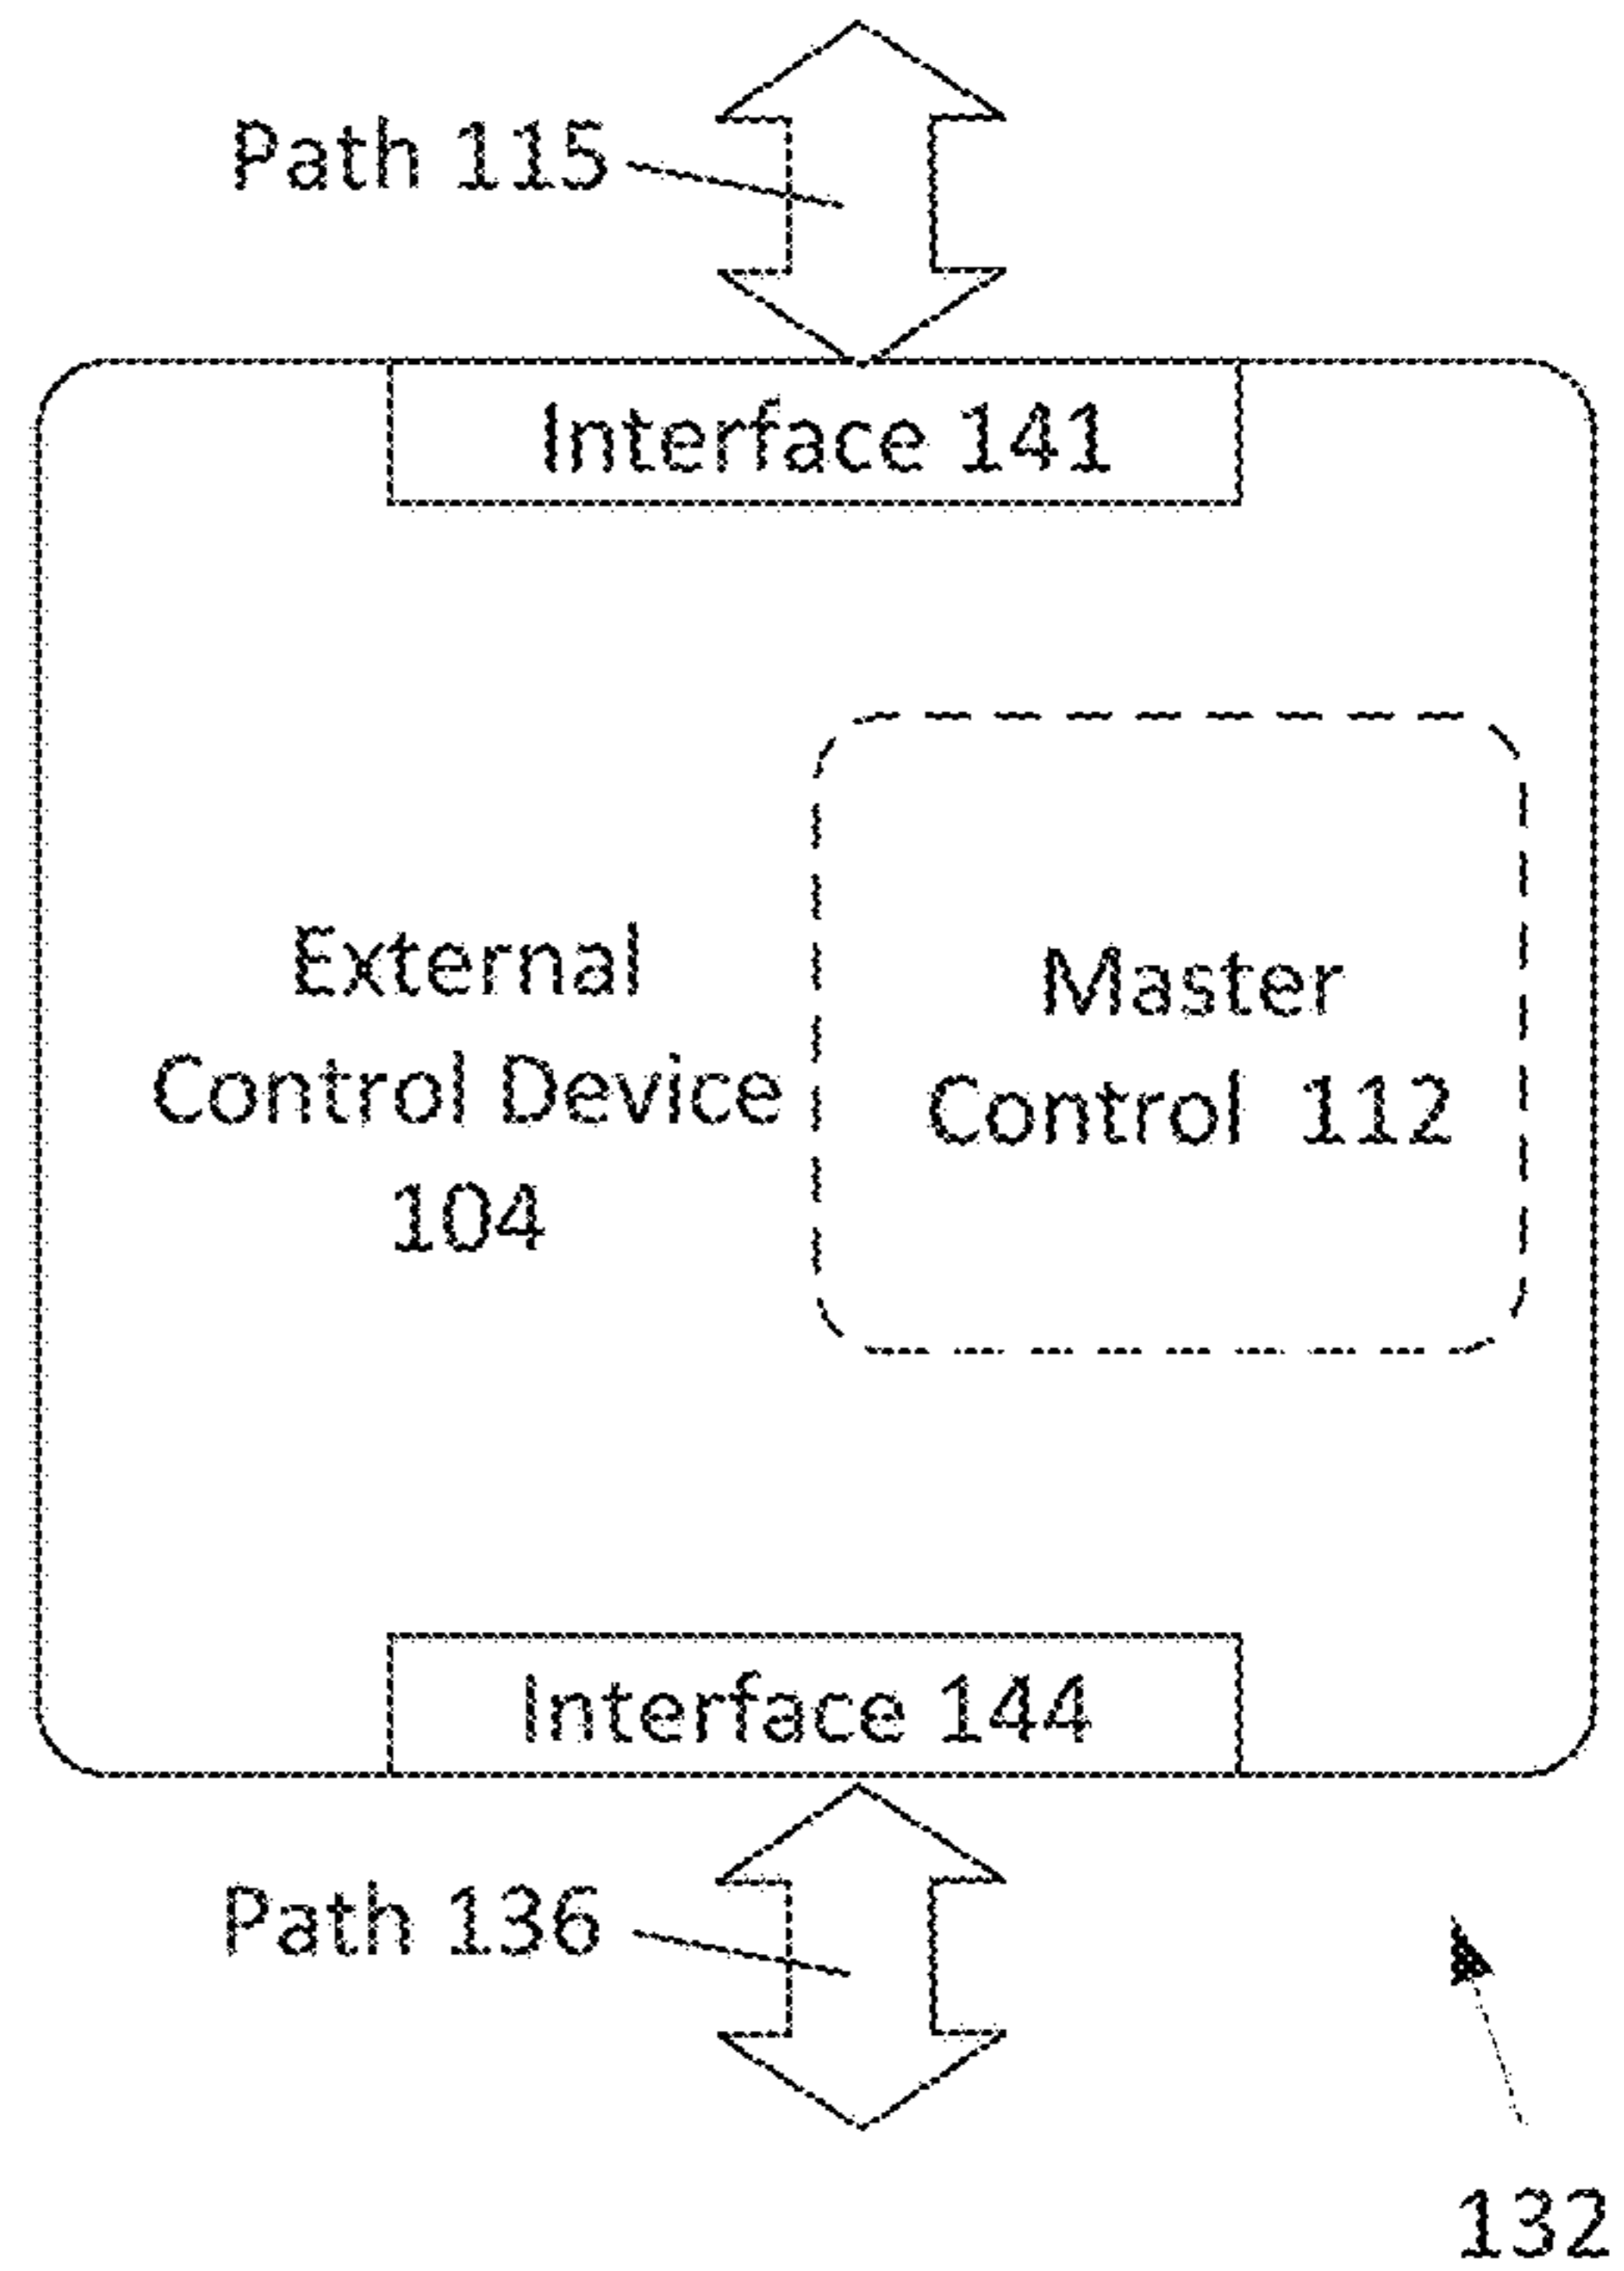 Path 115
Interface 141
External
Control Device
104
Master
Control 112
Interface 144
Path 136
132